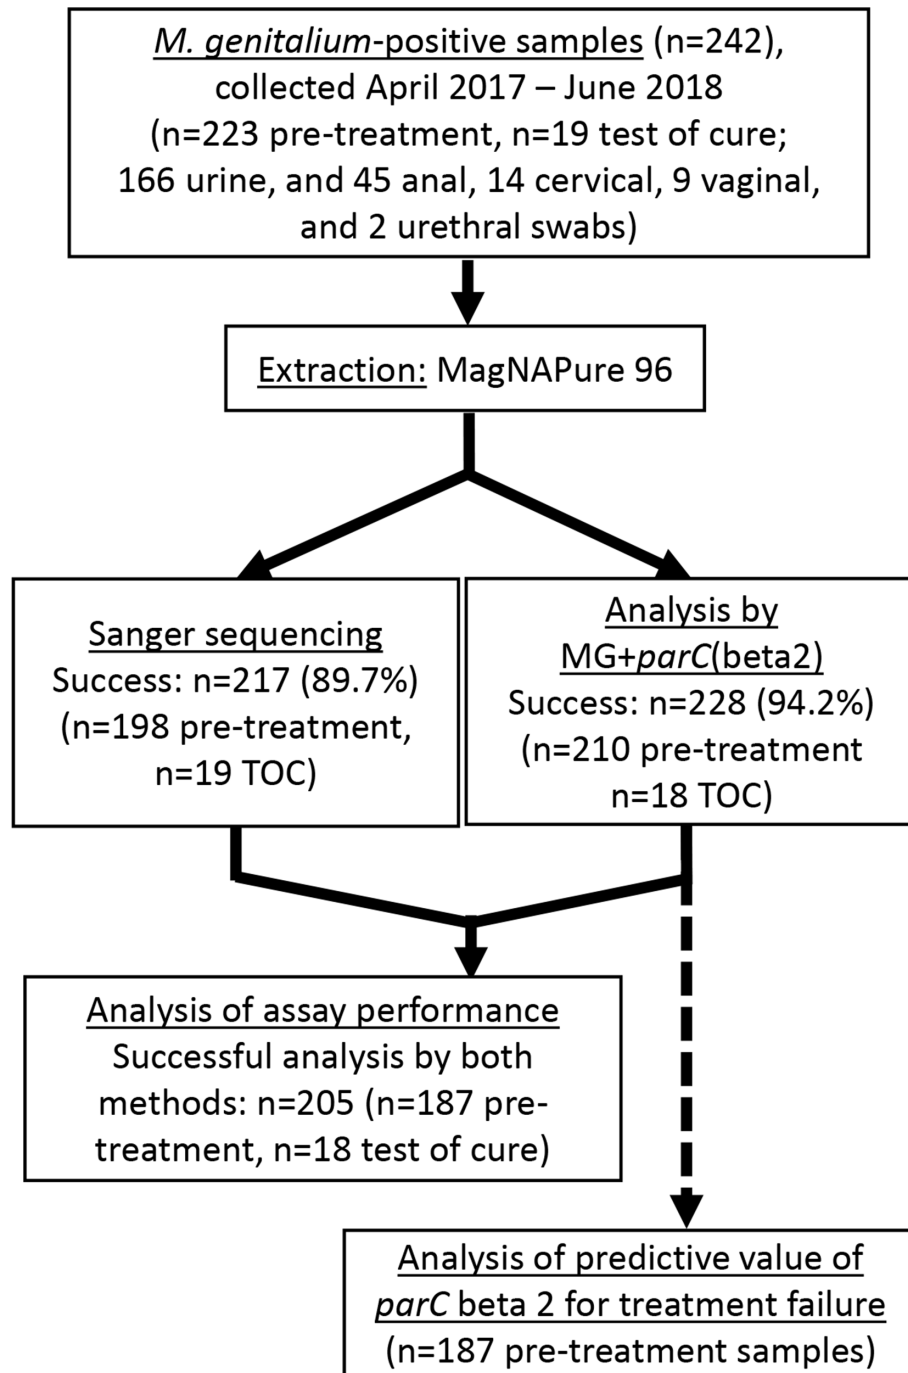 M. genitalium-positive samples (n=242),
collected April 2017 – June 2018
(n=223 pre-treatment, n=19 test of cure;
166 urine, and 45 anal, 14 cervical, 9 vaginal,
and 2 urethral swabs)
Extraction: MagNAPure 96
Sanger sequencing
Success: n=217 (89.7%)
(n=198 pre-treatment,
n=19 TOC)
Analysis by
MG+parC(beta2)
Success: n=228 (94.2%)
(n=210 pre-treatment
n=18 TOC)
Analysis of assay performance
Successful analysis by both
methods: n=205 (n=187 pre-
treatment, n=18 test of cure)
Analysis of predictive value of
parC beta 2 for treatment failure
(n=187 pre-treatment samples)